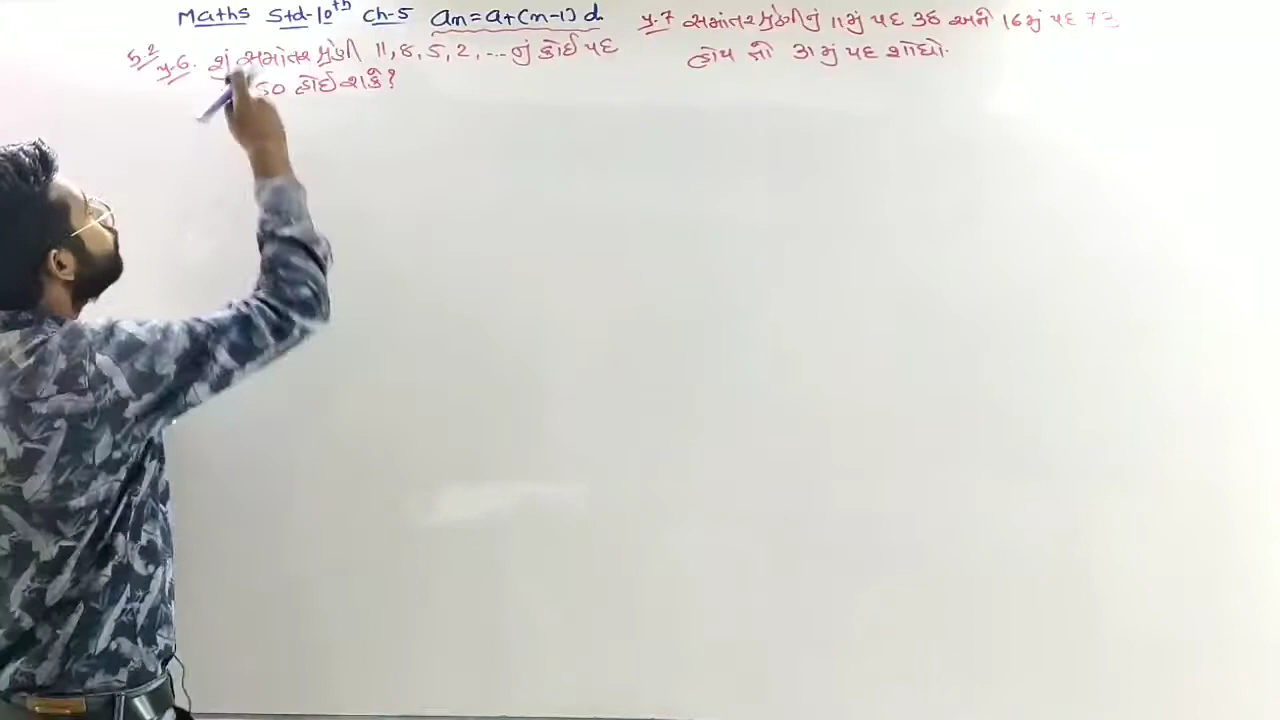 Maths Std-10th Ch-5 an = a+(n-1)d
5.2
પ્ર.6. શું સમાંતર શ્રેણી 11, 8, 5, 2, ... નું કોઈ પદ
50 હોઈ શકે?
પ્ર.7 સમાંતર શ્રેણીનું 11મું પદ 38 અને 16મું પદ 73
હોય તો 31મું પદ શોધો.